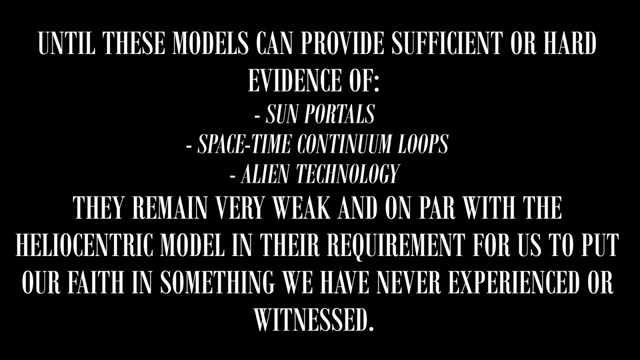 UNTIL THESE MODELS CAN PROVIDE SUFFICIENT OR HARD
EVIDENCE OF:
- SUN PORTALS
- SPACE-TIME CONTINUUM LOOPS
- ALIEN TECHNOLOGY
THEY REMAIN VERY WEAK AND ON PAR WITH THE
HELIOCENTRIC MODEL IN THEIR REQUIREMENT FOR US TO PUT
OUR FAITH IN SOMETHING WE HAVE NEVER EXPERIENCED OR
WITNESSED.